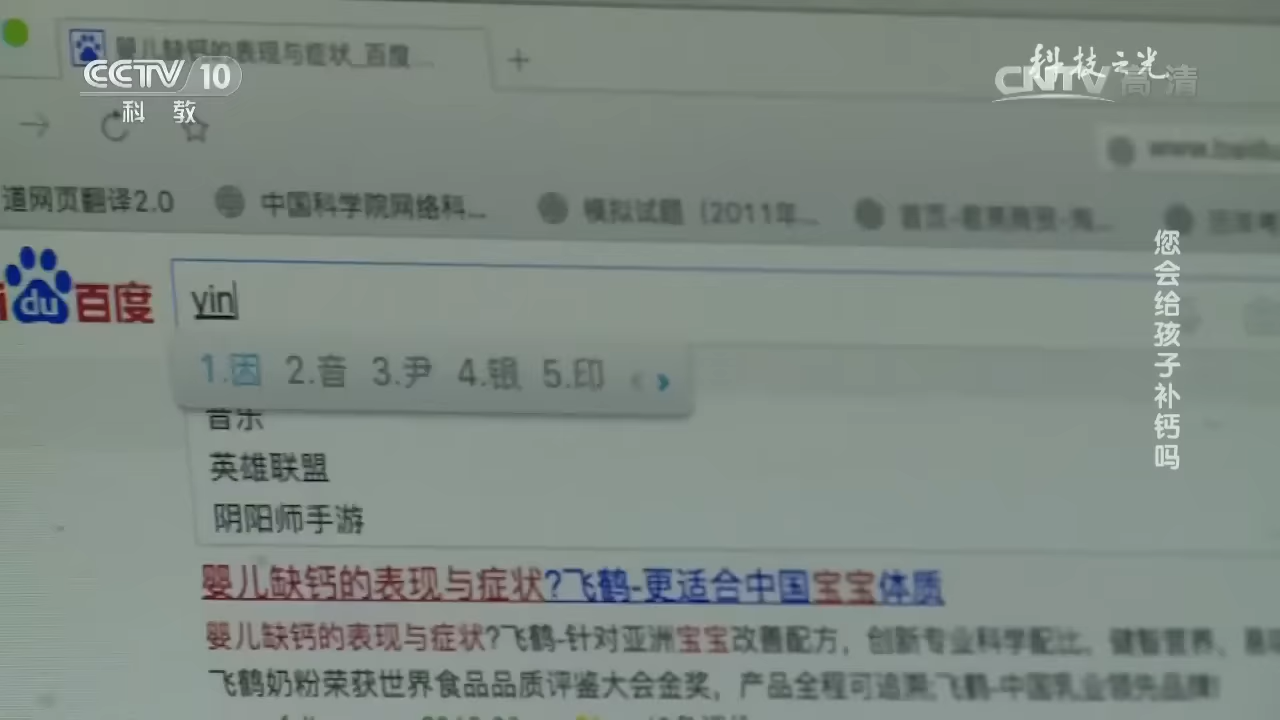 婴儿缺钙的表现与症状_百度...
CCTV 10
科教
科技之光
CNTV高清
道网页翻译2.0
中国科学院网络科...
模拟试题（2011年...
du百度
yin
1.因 2.音 3.尹 4.银 5.印
音乐
英雄联盟
阴阳师手游
婴儿缺钙的表现与症状?飞鹤-更适合中国宝宝体质
婴儿缺钙的表现与症状?飞鹤-针对亚洲宝宝改善配方，创新专业科学配比，健智营养、
飞鹤奶粉荣获世界食品品质评鉴大会金奖，产品全程可追溯;飞鹤-中国乳业领先品牌!
您会给孩子补钙吗